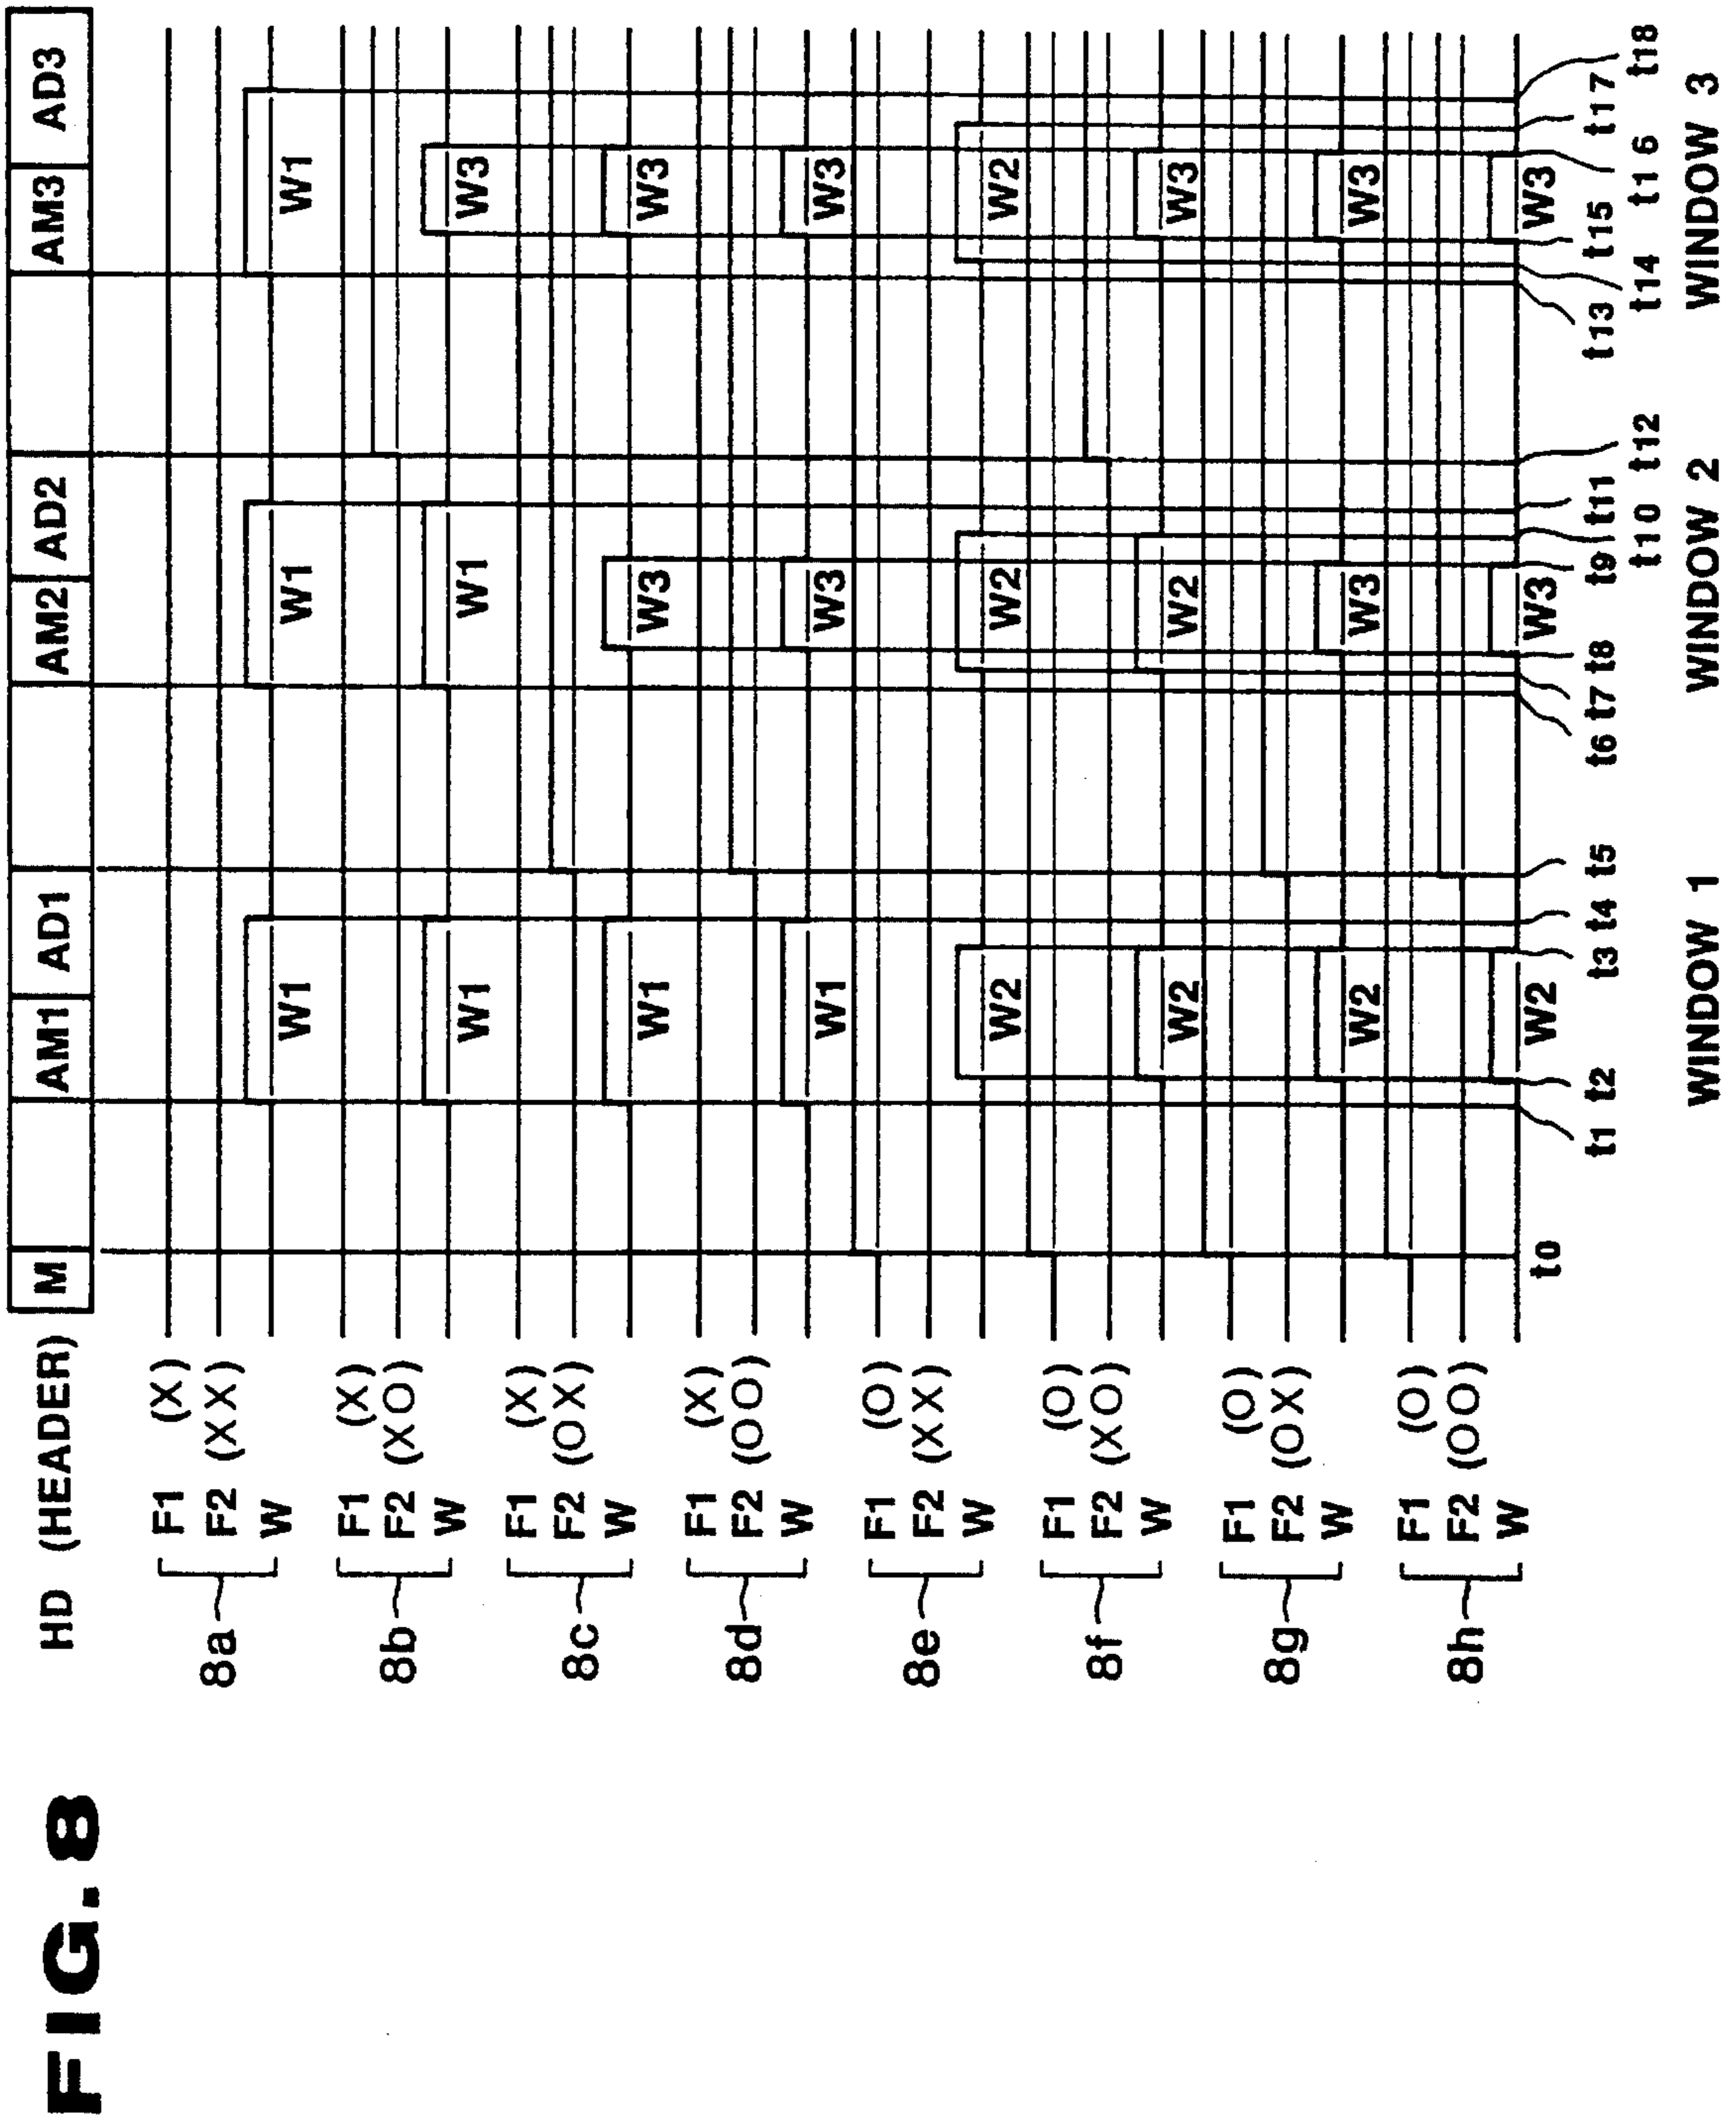 FIG. 8
HD (HEADER) M AM1 AD1 AM2 AD2 AM3 AD3
8a
F1 (X)
F2 (XX)
W W1 W1 W1
8b
F1 (X)
F2 (XO)
W W1 W1 W3
8c
F1 (X)
F2 (OX)
W W1 W3 W3
8d
F1 (X)
F2 (OO)
W W1 W3 W3
8e
F1 (O)
F2 (XX)
W W2 W2 W2
8f
F1 (O)
F2 (XO)
W W2 W2 W3
8g
F1 (O)
F2 (OX)
W W2 W3 W3
8h
F1 (O)
F2 (OO)
W W2 W3 W3
t0 t1 t2 t3 t4 t5 t6 t7 t8 t9 t10 t11 t12 t13 t14 t15 t16 t17 t18
WINDOW 1 WINDOW 2 WINDOW 3